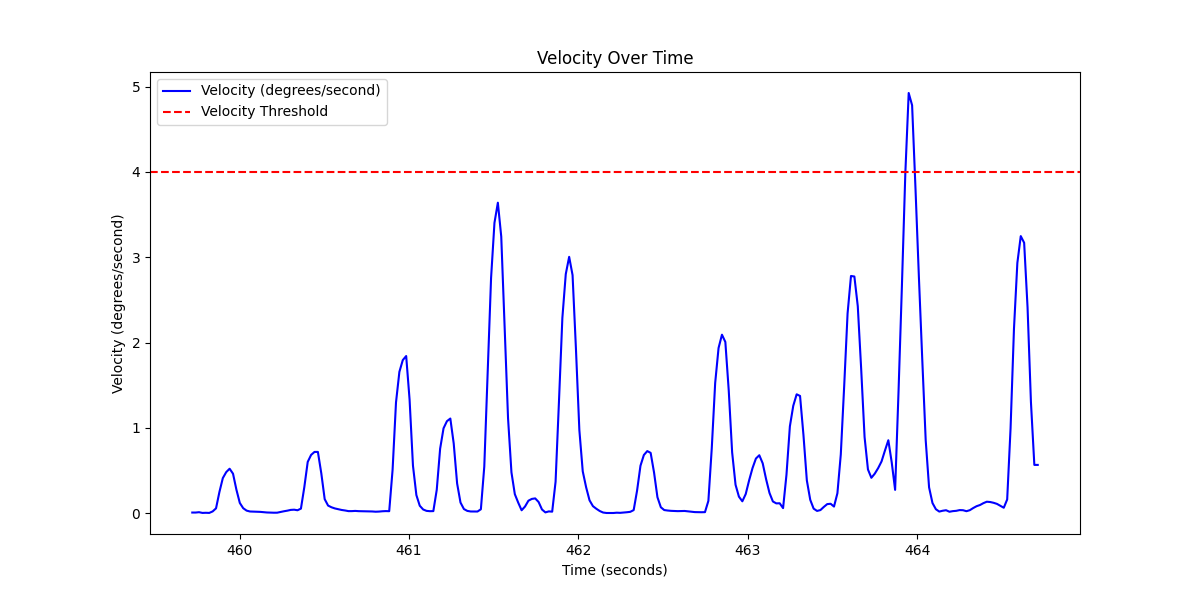 Velocity Over Time
Velocity (degrees/second)
Velocity Threshold
5
4
3
2
1
0
Velocity (degrees/second)
460 461 462 463 464
Time (seconds)